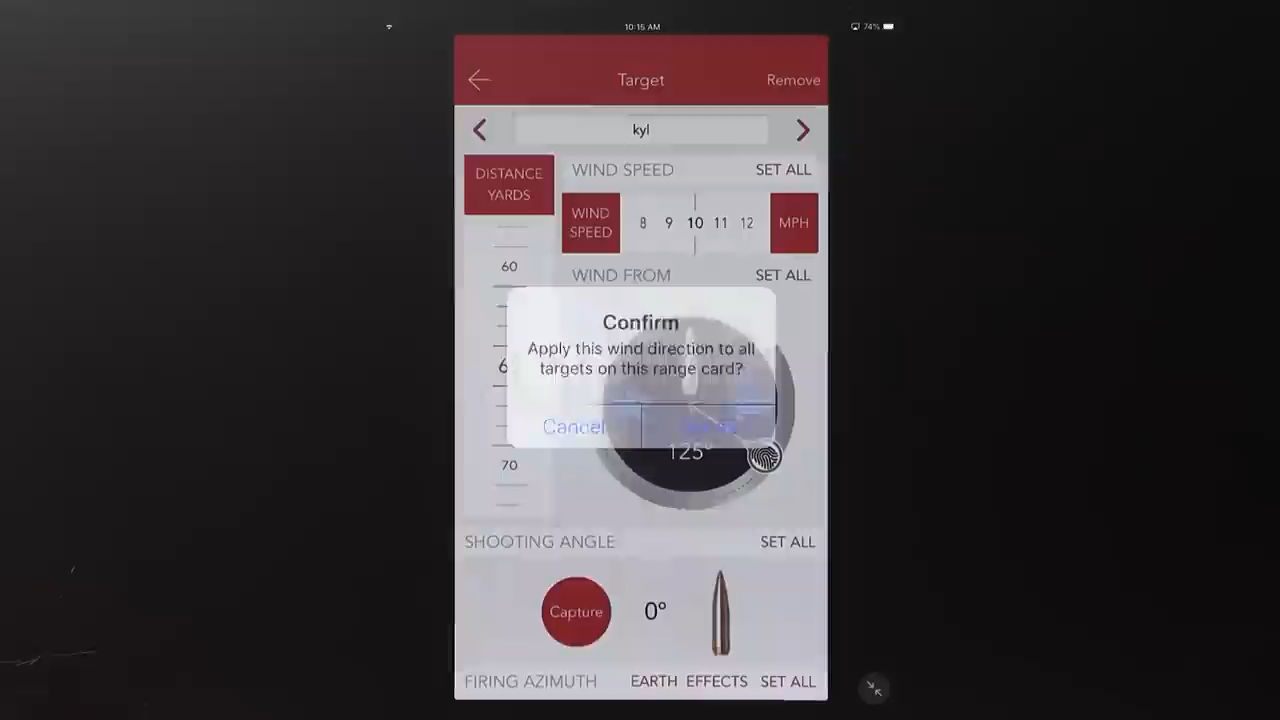 10:15 AM
74%
Target
Remove
kyl
DISTANCE
YARDS
WIND SPEED
SET ALL
WIND
SPEED
8 9 10 11 12
MPH
60
WIND FROM
SET ALL
Confirm
Apply this wind direction to all
targets on this range card?
Cancel
125°
70
SHOOTING ANGLE
SET ALL
Capture
0°
FIRING AZIMUTH
EARTH EFFECTS
SET ALL